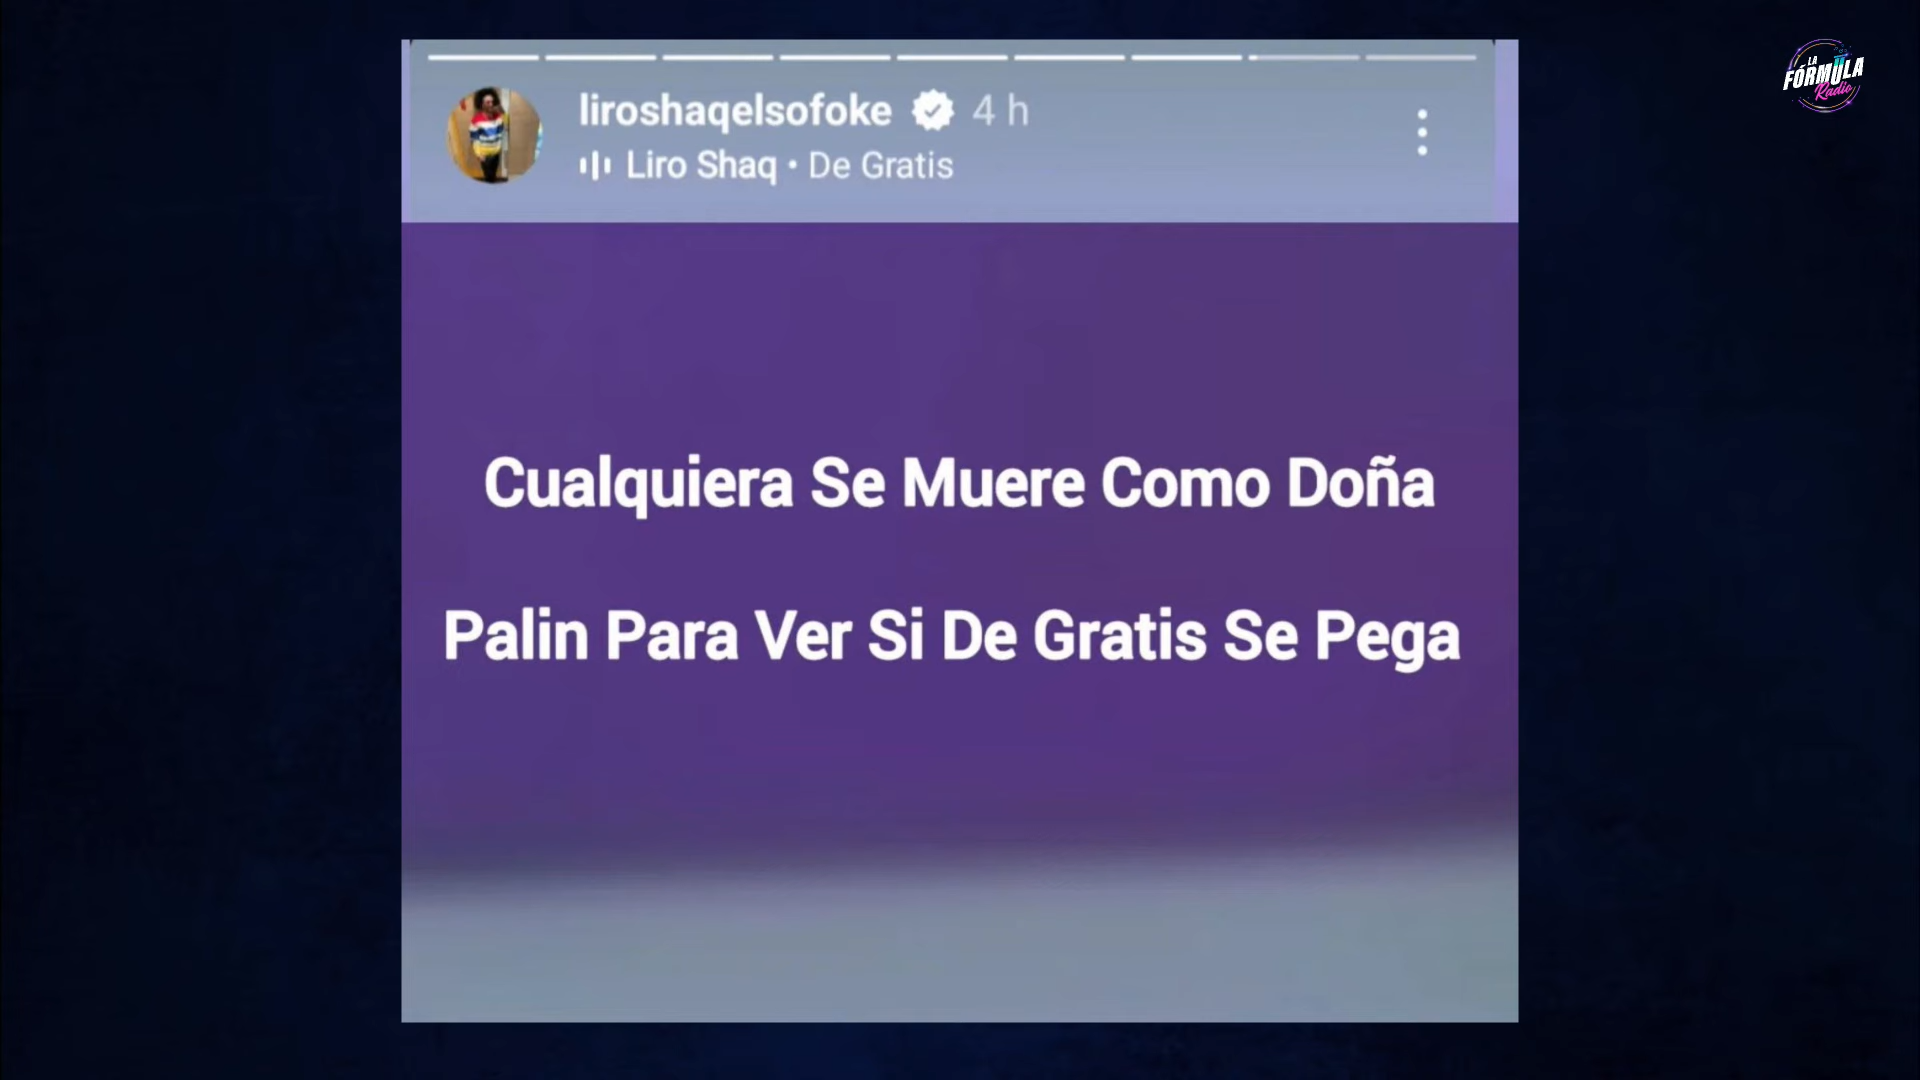 liroshaqelsofoke 4 h
Liro Shaq • De Gratis
LA
FÓRMULA
Radio
Cualquiera Se Muere Como Doña
Palin Para Ver Si De Gratis Se Pega